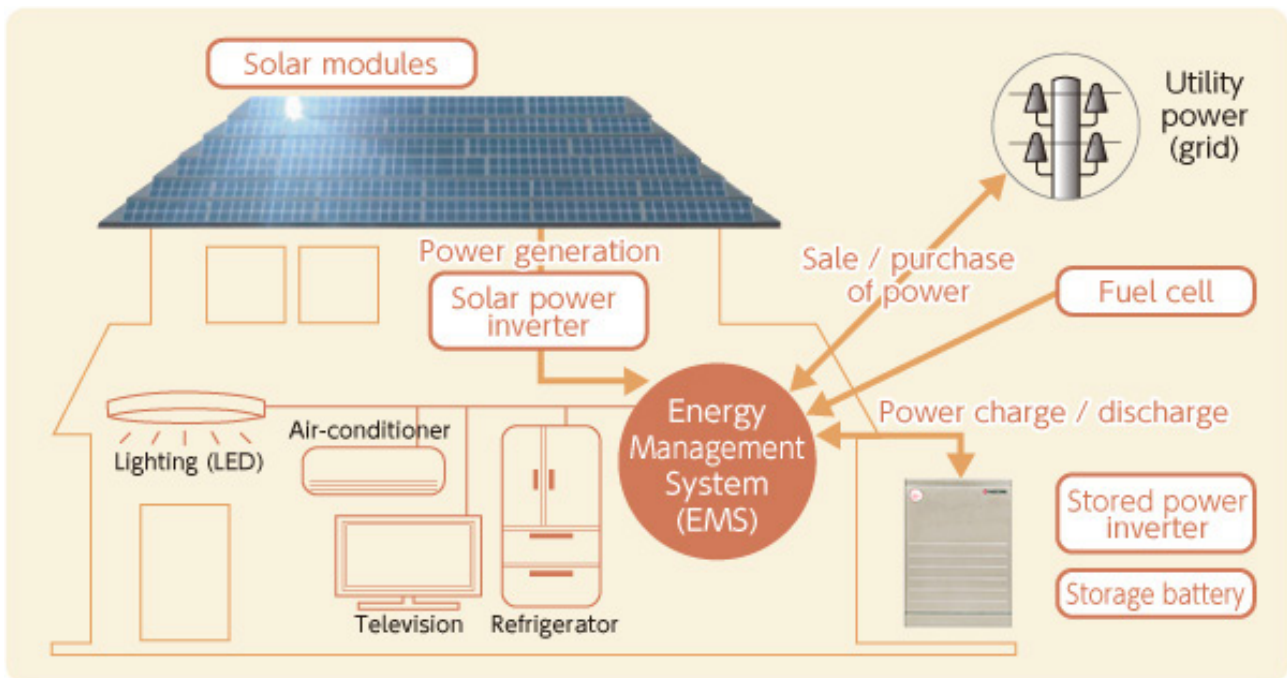 Solar modules
Utility
power
(grid)
Power generation
Solar power
inverter
Sale / purchase
of power
Fuel cell
Energy
Management
System
(EMS)
Power charge / discharge
Air-conditioner
Lighting (LED)
Stored power
inverter
Storage battery
Television
Refrigerator